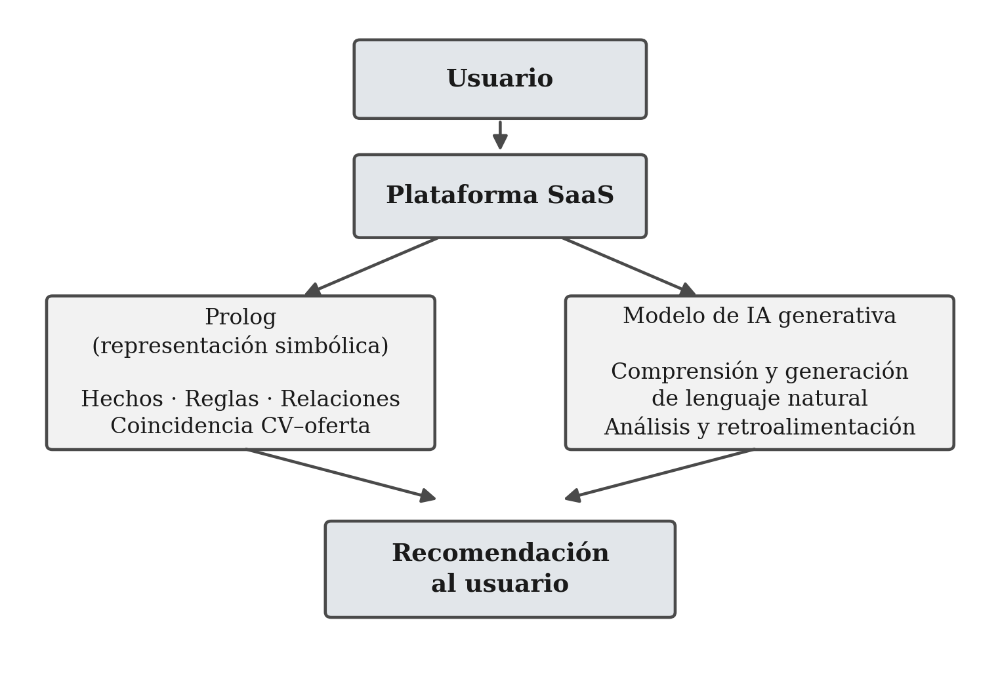 Usuario
Plataforma SaaS
Prolog
(representación simbólica)
Hechos · Reglas · Relaciones
Coincidencia CV–oferta
Modelo de IA generativa
Comprensión y generación
de lenguaje natural
Análisis y retroalimentación
Recomendación
al usuario